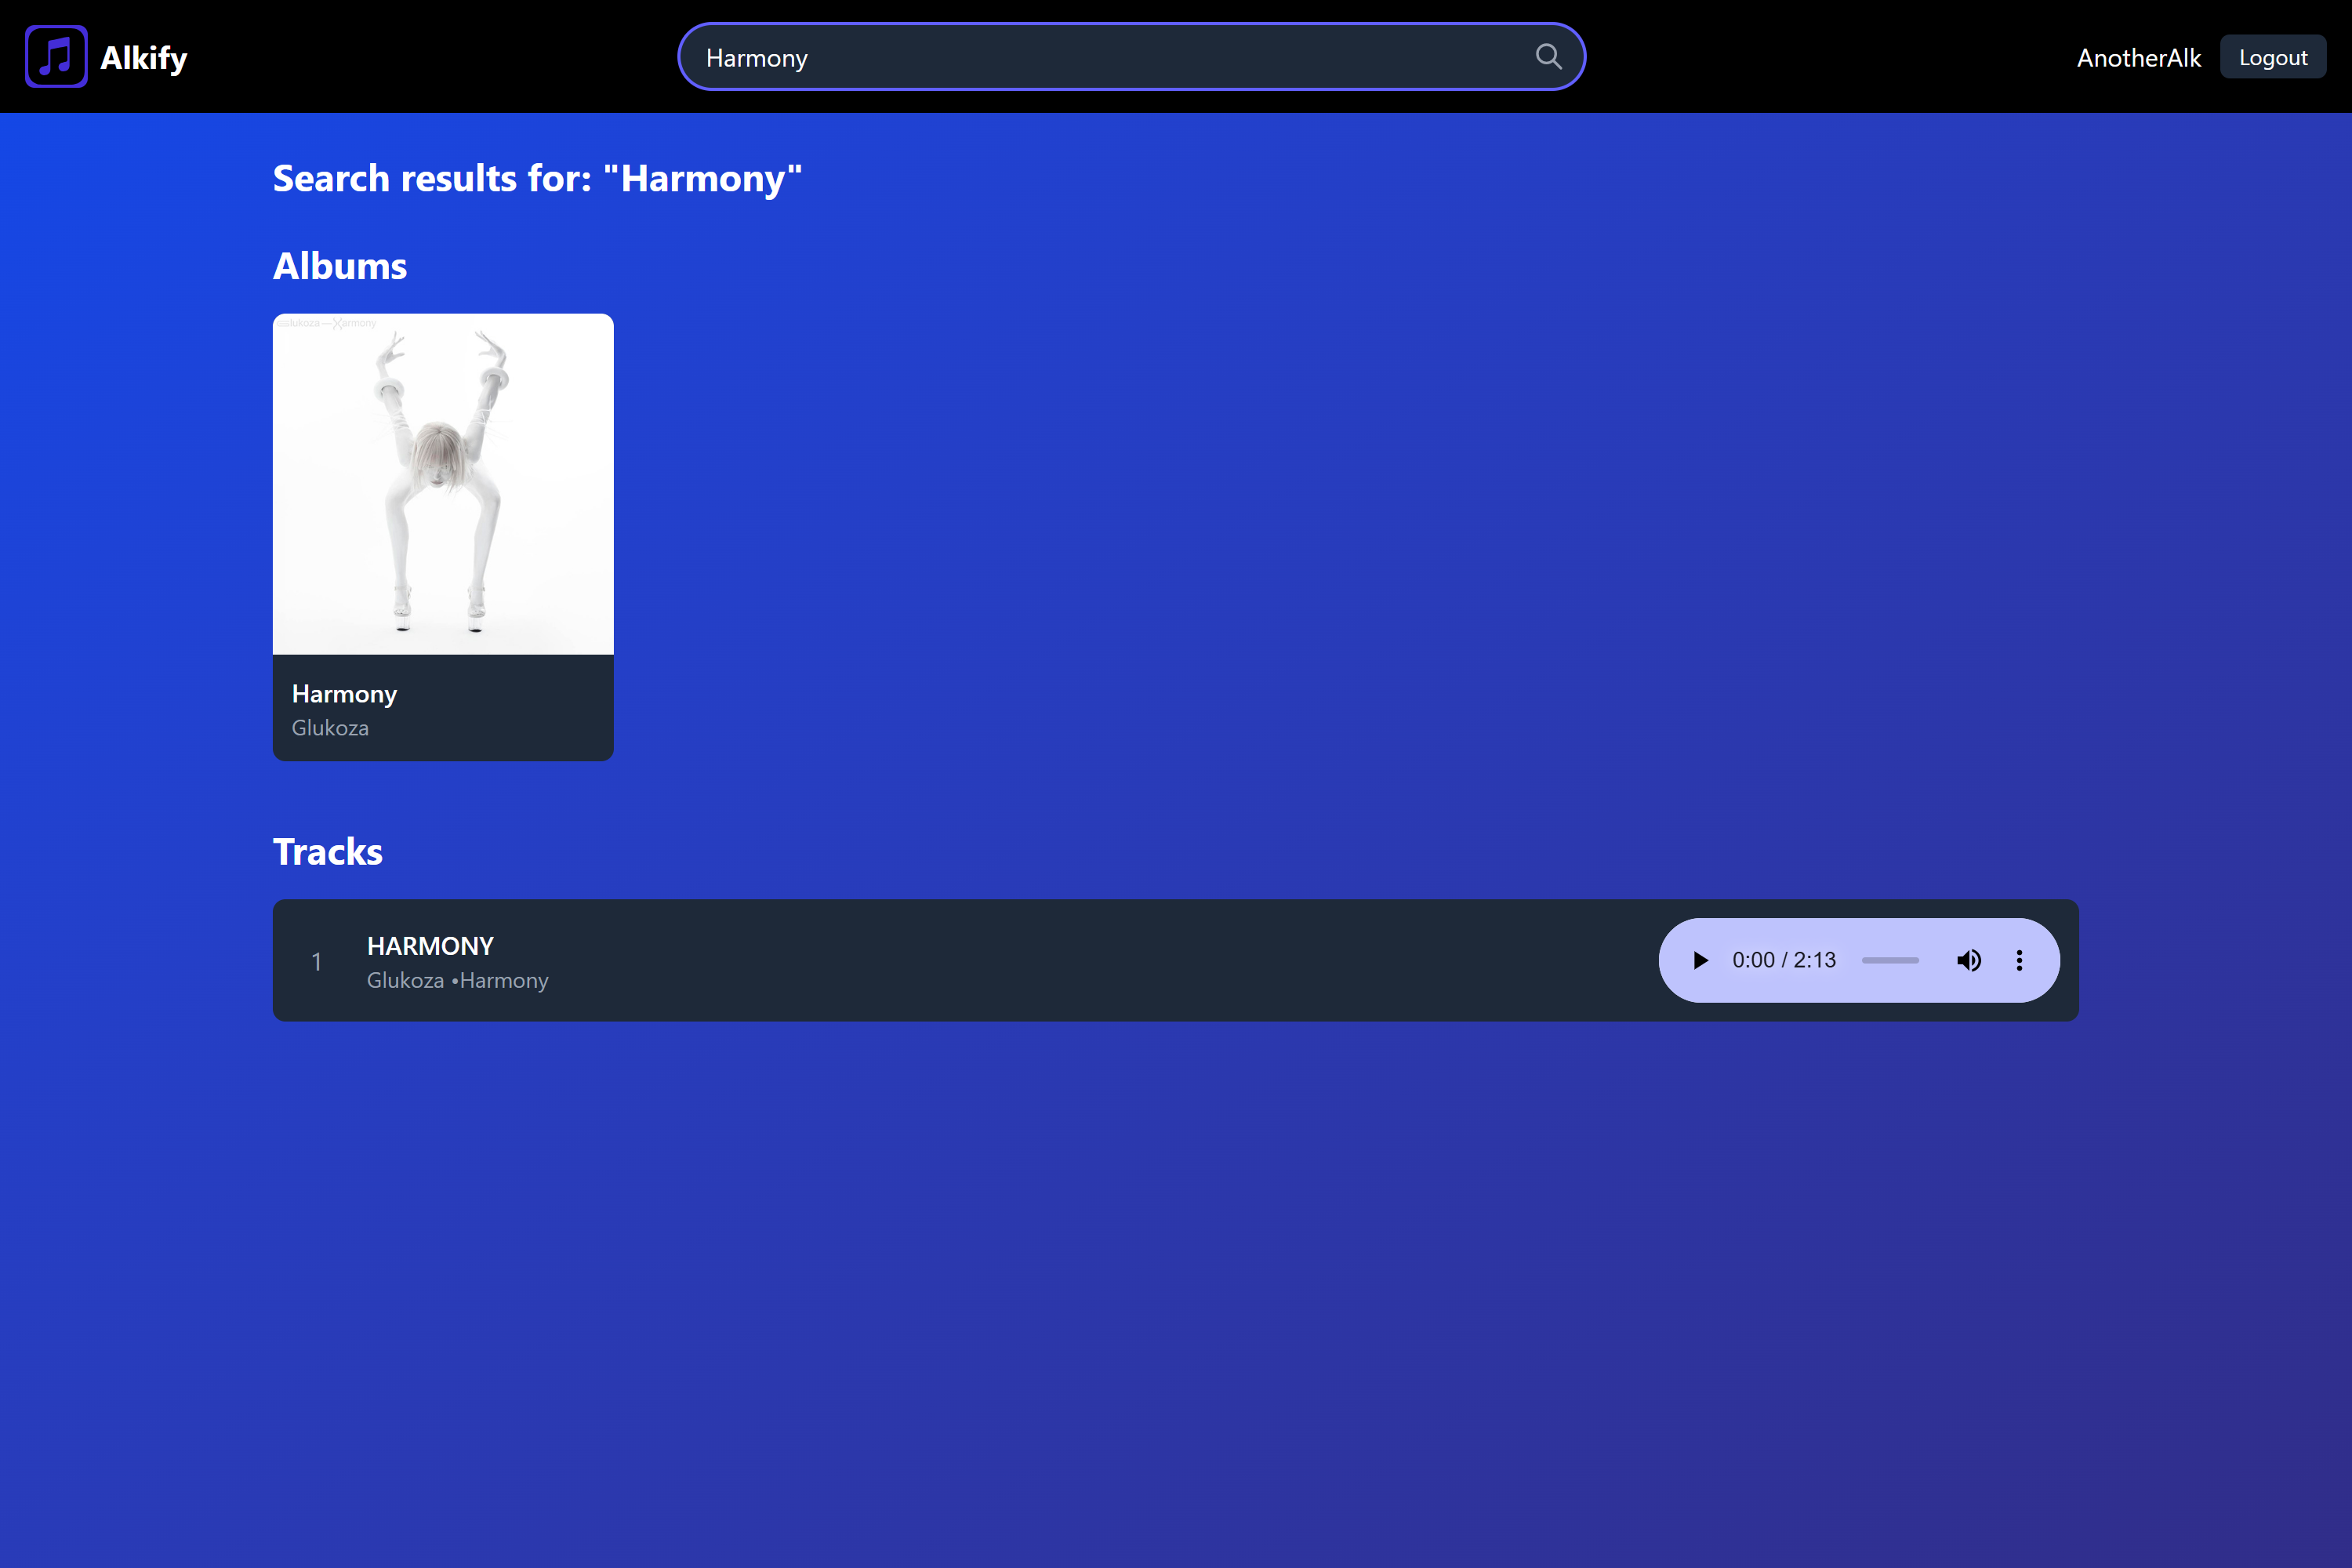 Alkify
Harmony
AnotherAlk
Logout
Search results for: "Harmony"
Albums
Harmony
Glukoza
Tracks
1
HARMONY
Glukoza •Harmony
0:00 / 2:13